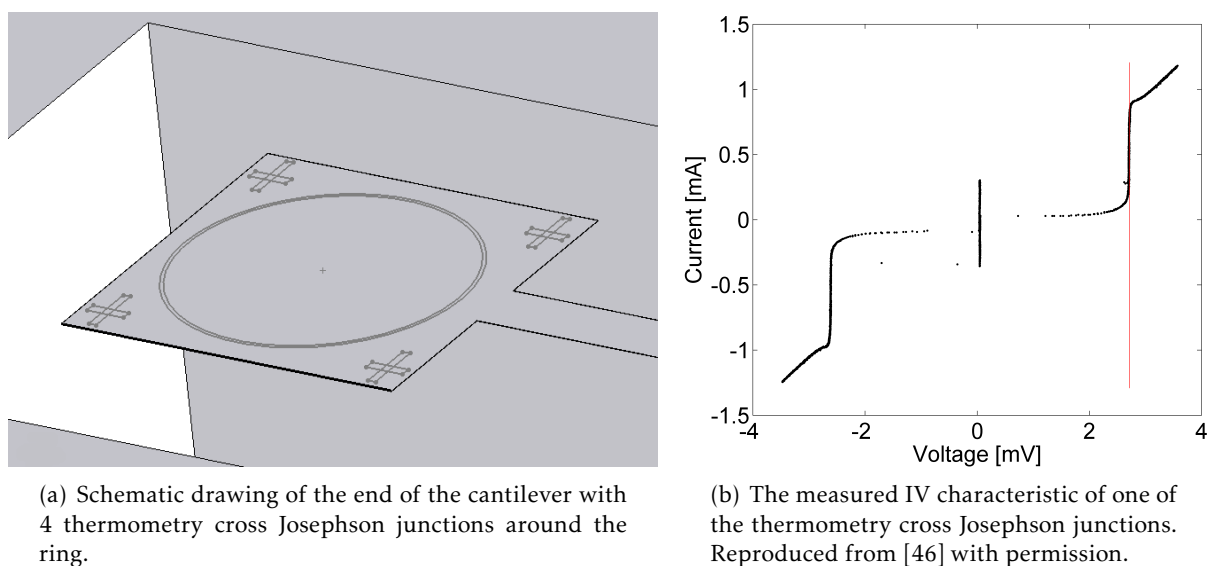 1.5
1
0.5
0
-0.5
-1
-1.5
-4
-2
0
2
4
Current [mA]
Voltage [mV]
(a) Schematic drawing of the end of the cantilever with
4 thermometry cross Josephson junctions around the
ring.
(b) The measured IV characteristic of one of
the thermometry cross Josephson junctions.
Reproduced from [46] with permission.